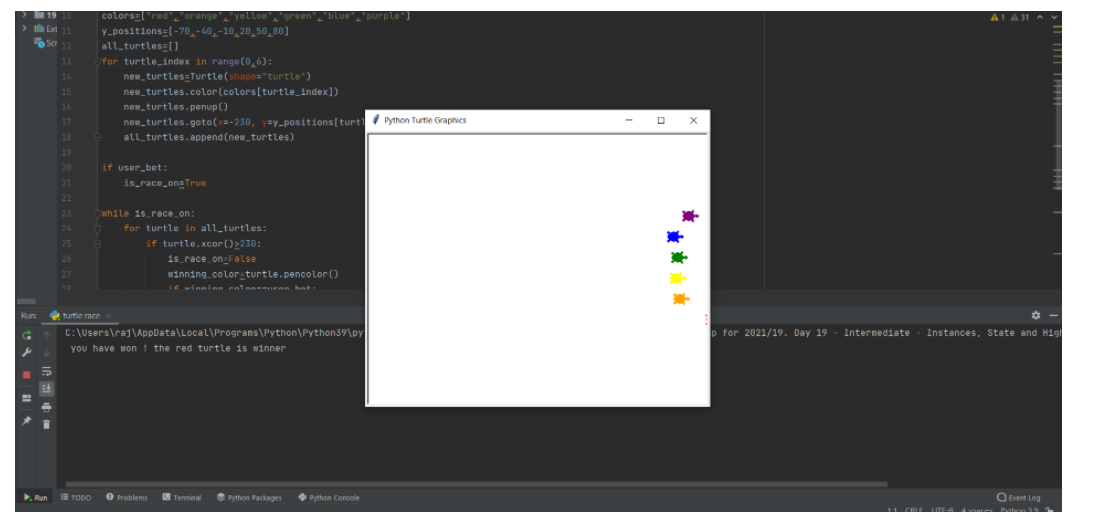 19 10 colors=["red","orange","yellow","green","blue","purple"]
1 31
Ext 11 y_positions=[-70,-40,-10,20,50,80]
12 all_turtles=[]
13 for turtle_index in range(0,6):
14 new_turtles=Turtle(shape="turtle")
15 new_turtles.color(colors[turtle_index])
16 new_turtles.penup()
17 new_turtles.goto(x=-230, y=y_positions[turtl
18 all_turtles.append(new_turtles)
19
20 if user_bet:
21 is_race_on=True
22
23 while is_race_on:
24 for turtle in all_turtles:
25 if turtle.xcor()>230:
26 is_race_on=False
27 winning_color=turtle.pencolor()
28 if winning_color==user_bet:
Python Turtle Graphics
Run: turtle race
C:\Users\raj\AppData\Local\Programs\Python\Python39\py
p for 2021/19. Day 19 - Intermediate - Instances, State and High
you have won ! the red turtle is winner
Run TODO Problems Terminal Python Packages Python Console Event Log
1:1 CRLF UTF-8 4 spaces Python 3.9